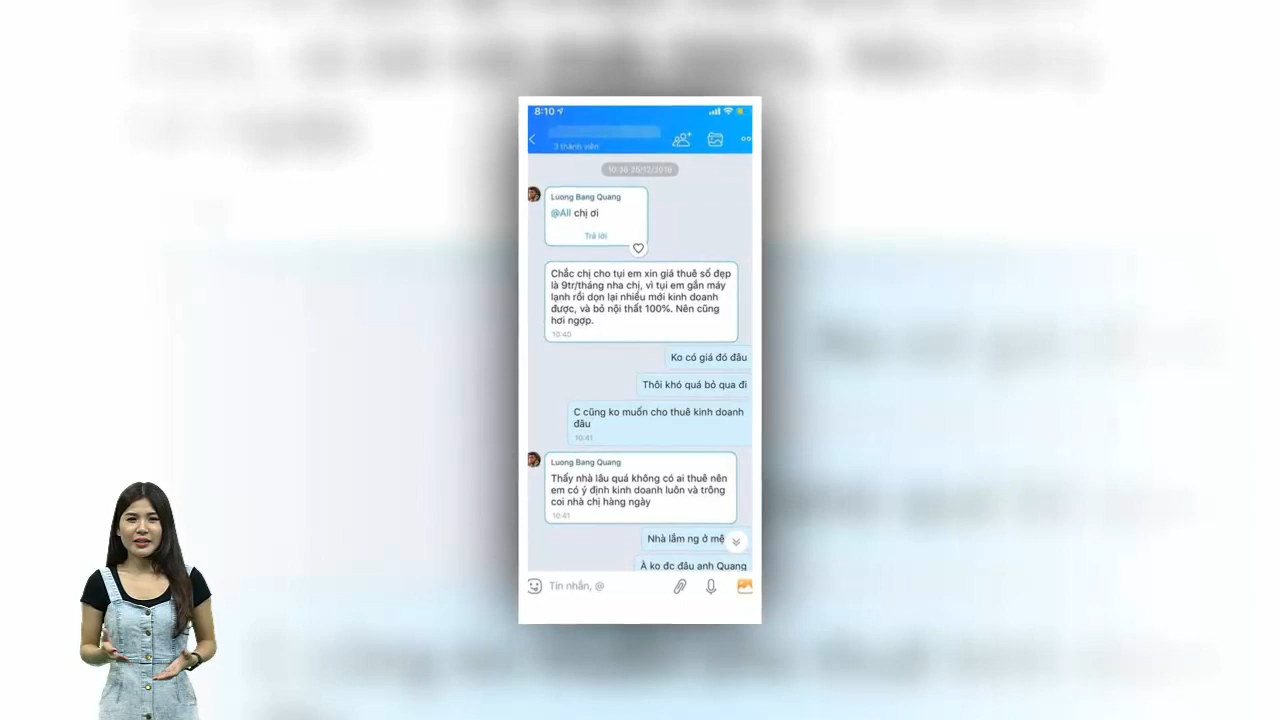 8:10
3 thành viên
10:38 25/12/2018
Luong Bang Quang
@All chị ơi
Trả lời
Chắc chị cho tụi em xin giá thuê số đẹp
là 9tr/tháng nha chị, vì tụi em gắn máy
lạnh rồi dọn lại nhiều mới kinh doanh
được, và bỏ nội thất 100%. Nên cũng
hơi ngợp.
10:40
Ko có giá đó đâu
Thôi khó quá bỏ qua đi
C cũng ko muốn cho thuê kinh doanh
đâu
10:41
Luong Bang Quang
Thấy nhà lâu quá không có ai thuê nên
em có ý định kinh doanh luôn và trông
coi nhà chị hàng ngày
10:41
Nhà lắm ng ở mệ
À ko đc đâu anh Quang
Tin nhắn, @